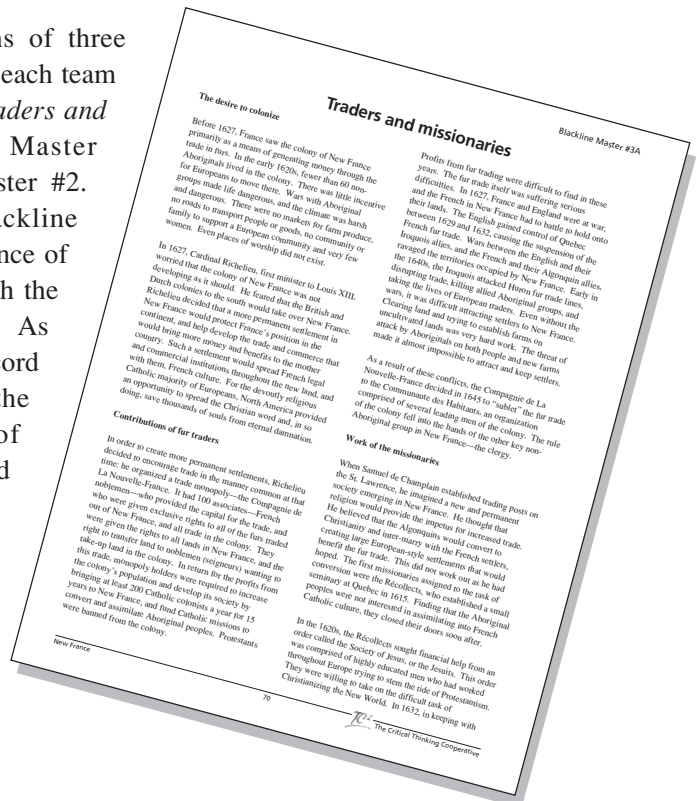 ns of three
each team
aders and
Master
ster #2.
ackline
nce of
h the
As
cord
the
of
d
Blackline Master #3A
Traders and missionaries
The desire to colonize
Before 1627, France saw the colony of New France
primarily as a means of generating money through the
trade in furs. In the early 1620s, fewer than 60 non-
Aboriginals lived in the colony. There was little incentive
for Europeans to move there. Wars with Aboriginal
groups made life dangerous, and the climate was harsh
and dangerous. There were no markets for farm produce,
no roads to transport people or goods, no community or
family to support a European community and very few
women. Even places of worship did not exist.
In 1627, Cardinal Richelieu, first minister to Louis XIII,
worried that the colony of New France was not
developing as it should. He feared that the British and
Dutch colonies to the south would take over New France.
Richelieu decided that a more permanent settlement in
New France would protect France's position in the
continent, and help develop the trade and commerce that
would bring more money and benefits to the mother
country. Such a settlement would spread French legal
and commercial institutions throughout the new land, and
with them, French culture. For the devoutly religious
Catholic majority of Europeans, North America provided
an opportunity to spread the Christian word and, in so
doing, save thousands of souls from eternal damnation.
Contributions of fur traders
In order to create more permanent settlements, Richelieu
decided to encourage trade in the manner common at that
time: he organized a trade monopoly—the Compagnie de
La Nouvelle-France. It had 100 associates—French
noblemen—who provided the capital for the trade, and
who were given exclusive rights to all of the furs traded
out of New France, and all trade in the colony. They
were given the rights to all lands in New France, and the
right to transfer land to noblemen (seigneurs) wanting to
take-up land in the colony. In return for the profits from
this trade, monopoly holders were required to increase
the colony's population and develop its society by
bringing at least 200 Catholic colonists a year for 15
years to New France, and fund Catholic missions to
convert and assimilate Aboriginal peoples. Protestants
were banned from the colony.
Profits from fur trading were difficult to find in these
years. The fur trade itself was suffering serious
difficulties. In 1627, France and England were at war,
and the French in New France had to battle to hold onto
their lands. The English gained control of Quebec
between 1629 and 1632, causing the suspension of the
French fur trade. Wars between the English and their
Iroquois allies, and the French and their Algonquin allies,
ravaged the territories occupied by New France. Early in
the 1640s, the Iroquois attacked Huron fur trade lines,
disrupting trade, killing allied Aboriginal groups, and
taking the lives of European traders. Even without the
wars, it was difficult attracting settlers to New France.
Clearing land and trying to establish farms on
uncultivated lands was very hard work. The threat of
attack by Aboriginals on both people and new farms
made it almost impossible to attract and keep settlers.
As a result of these conflicts, the Compagnie de La
Nouvelle-France decided in 1645 to "sublet" the fur trade
to the Communaute des Habitants, an organization
comprised of several leading men of the colony. The rule
of the colony fell into the hands of the other key non-
Aboriginal group in New France—the clergy.
Work of the missionaries
When Samuel de Champlain established trading posts on
the St. Lawrence, he imagined a new and permanent
society emerging in New France. He thought that
religion would provide the impetus for increased trade.
He believed that the Algonquins would convert to
Christianity and inter-marry with the French settlers,
creating large European-style settlements that would
benefit the fur trade. This did not work out as he had
hoped. The first missionaries assigned to the task of
conversion were the Récollects, who established a small
seminary at Quebec in 1615. Finding that the Aboriginal
peoples were not interested in assimilating into French
Catholic culture, they closed their doors soon after.
In the 1620s, the Récollects sought financial help from an
order called the Society of Jesus, or the Jesuits. This order
was comprised of highly educated men who had worked
throughout Europe trying to stem the tide of Protestantism.
They were willing to take on the difficult task of
Christianizing the New World. In 1632, in keeping with
New France
70
The Critical Thinking Cooperative